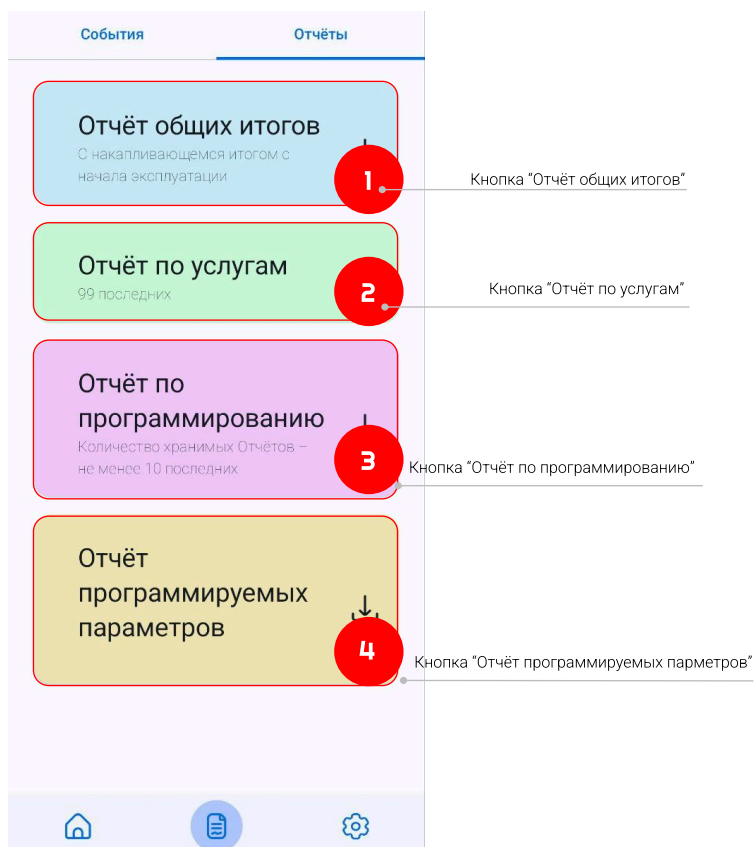 События
Отчёты
Отчёт общих итогов
С накапливающемся итогом с
начала эксплуатации
1
Кнопка “Отчёт общих итогов”
Отчёт по услугам
99 последних
2
Кнопка “Отчёт по услугам”
Отчёт по
программированию
Количество хранимых Отчётов –
не менее 10 последних
3
Кнопка “Отчёт по программированию”
Отчёт
программируемых
параметров
4
Кнопка “Отчёт программируемых парметров”